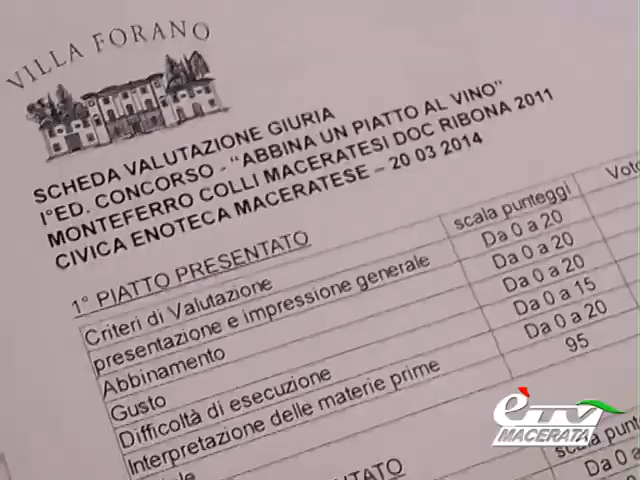 VILLA FORANO
SCHEDA VALUTAZIONE GIURIA
I°ED. CONCORSO - "ABBINA UN PIATTO AL VINO"
MONTEFERRO COLLI MACERATESI DOC RIBONA 2011
CIVICA ENOTECA MACERATESE – 20 03 2014
1° PIATTO PRESENTATO
Criteri di Valutazione scala punteggi Voto
presentazione e impressione generale Da 0 a 20
Abbinamento Da 0 a 20
Gusto Da 0 a 20
Difficoltà di esecuzione Da 0 a 15
Interpretazione delle materie prime Da 0 a 20
95
èTV
MACERATA